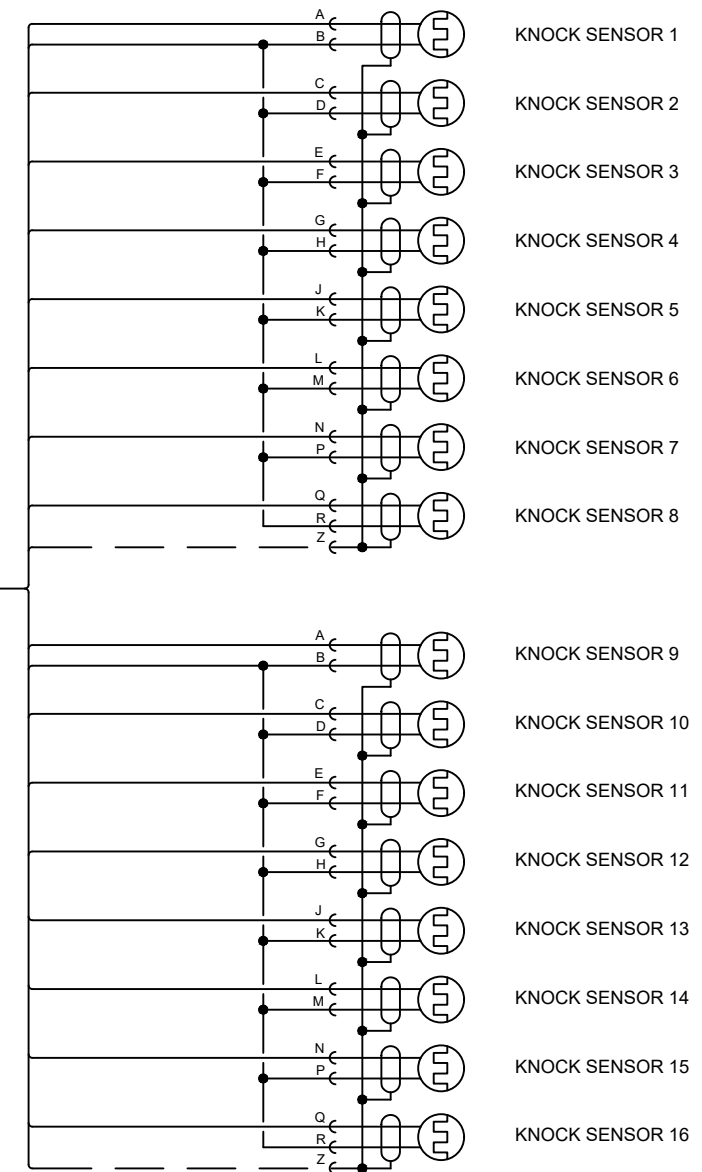 A
B KNOCK SENSOR 1
C
D KNOCK SENSOR 2
E
F KNOCK SENSOR 3
G
H KNOCK SENSOR 4
J
K KNOCK SENSOR 5
L
M KNOCK SENSOR 6
N
P KNOCK SENSOR 7
Q
R KNOCK SENSOR 8
Z
A
B KNOCK SENSOR 9
C
D KNOCK SENSOR 10
E
F KNOCK SENSOR 11
G
H KNOCK SENSOR 12
J
K KNOCK SENSOR 13
L
M KNOCK SENSOR 14
N
P KNOCK SENSOR 15
Q
R KNOCK SENSOR 16
Z